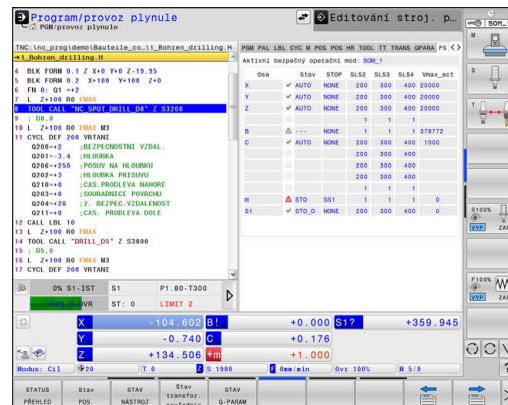 Program/provoz plynule
PGM/provoz plynule
Editování stroj. p…
SOM_
TNC:\nc_prog\demo\Bauteile_co…\1_Bohren_drilling.H
→1_Bohren_drilling.H
4 BLK FORM 0.1 Z X+0 Y+0 Z-19.95
5 BLK FORM 0.2 X+100 Y+100 Z+0
6 FN 0: Q1 =+2
7 L Z+100 R0 FMAX
8 TOOL CALL "NC_SPOT_DRILL_D8" Z S3200
9 ; D8,0
10 L Z+100 R0 FMAX M3
11 CYCL DEF 200 VRTANI
Q200=+2 ;BEZPECNOSTNI VZDAL.
Q201=-3.4 ;HLOUBKA
Q206=+250 ;POSUV NA HLOUBKU
Q202=+3 ;HLOUBKA PRISUVU
Q210=+0 ;CAS.PRODLEVA NAHORE
Q203=+0 ;SOURADNICE POVRCHU
Q204=+20 ;2. BEZPEC.VZDALENOST
Q211=+0 ;CAS. PRODLEVA DOLE
12 CALL LBL 10
13 L Z+100 R0 FMAX
14 TOOL CALL "DRILL_D5" Z S3800
15 ; D5,0
16 L Z+100 R0 FMAX M3
17 CYCL DEF 200 VRTANI
PGM PAL LBL CYC M POS POS HR TOOL TT TRANS QPARA FS
Aktivní bezpečný operační mod: SOM_1
Osa Stav STOP SLS2 SLS3 SLS4 Vmax_act
X AUTO NONE 200 300 400 20000
Y AUTO NONE 200 300 400 20000
Z AUTO NONE 200 300 400 20000
1 1 1
B --- NONE 1 1 1 378772
C AUTO NONE 200 300 400 1000
200 300 400
200 300 400
200 300 400
1 1 1
m STO SS1 1 1 1 0
S1 STO_O NONE 200 300 400 0
0% S1-IST S1 P1.80-T300
100% S-OVR ST: 0 LIMIT 2
X -104.602 B! +0.000 S1? +359.945
Y -0.740 C +0.176
Z +134.506 +m +1.000
Modus: Cíl 20 T 0 Z S 1980 F 0mm/min Ovr 100% M 5/9
STATUS PŘEHLED
Stav POS.
STAV NÁSTROJ
Stav transfor.
STAV Q-PARAM
M
S
T
S100%
VYP ZA
F100%
VYP ZA